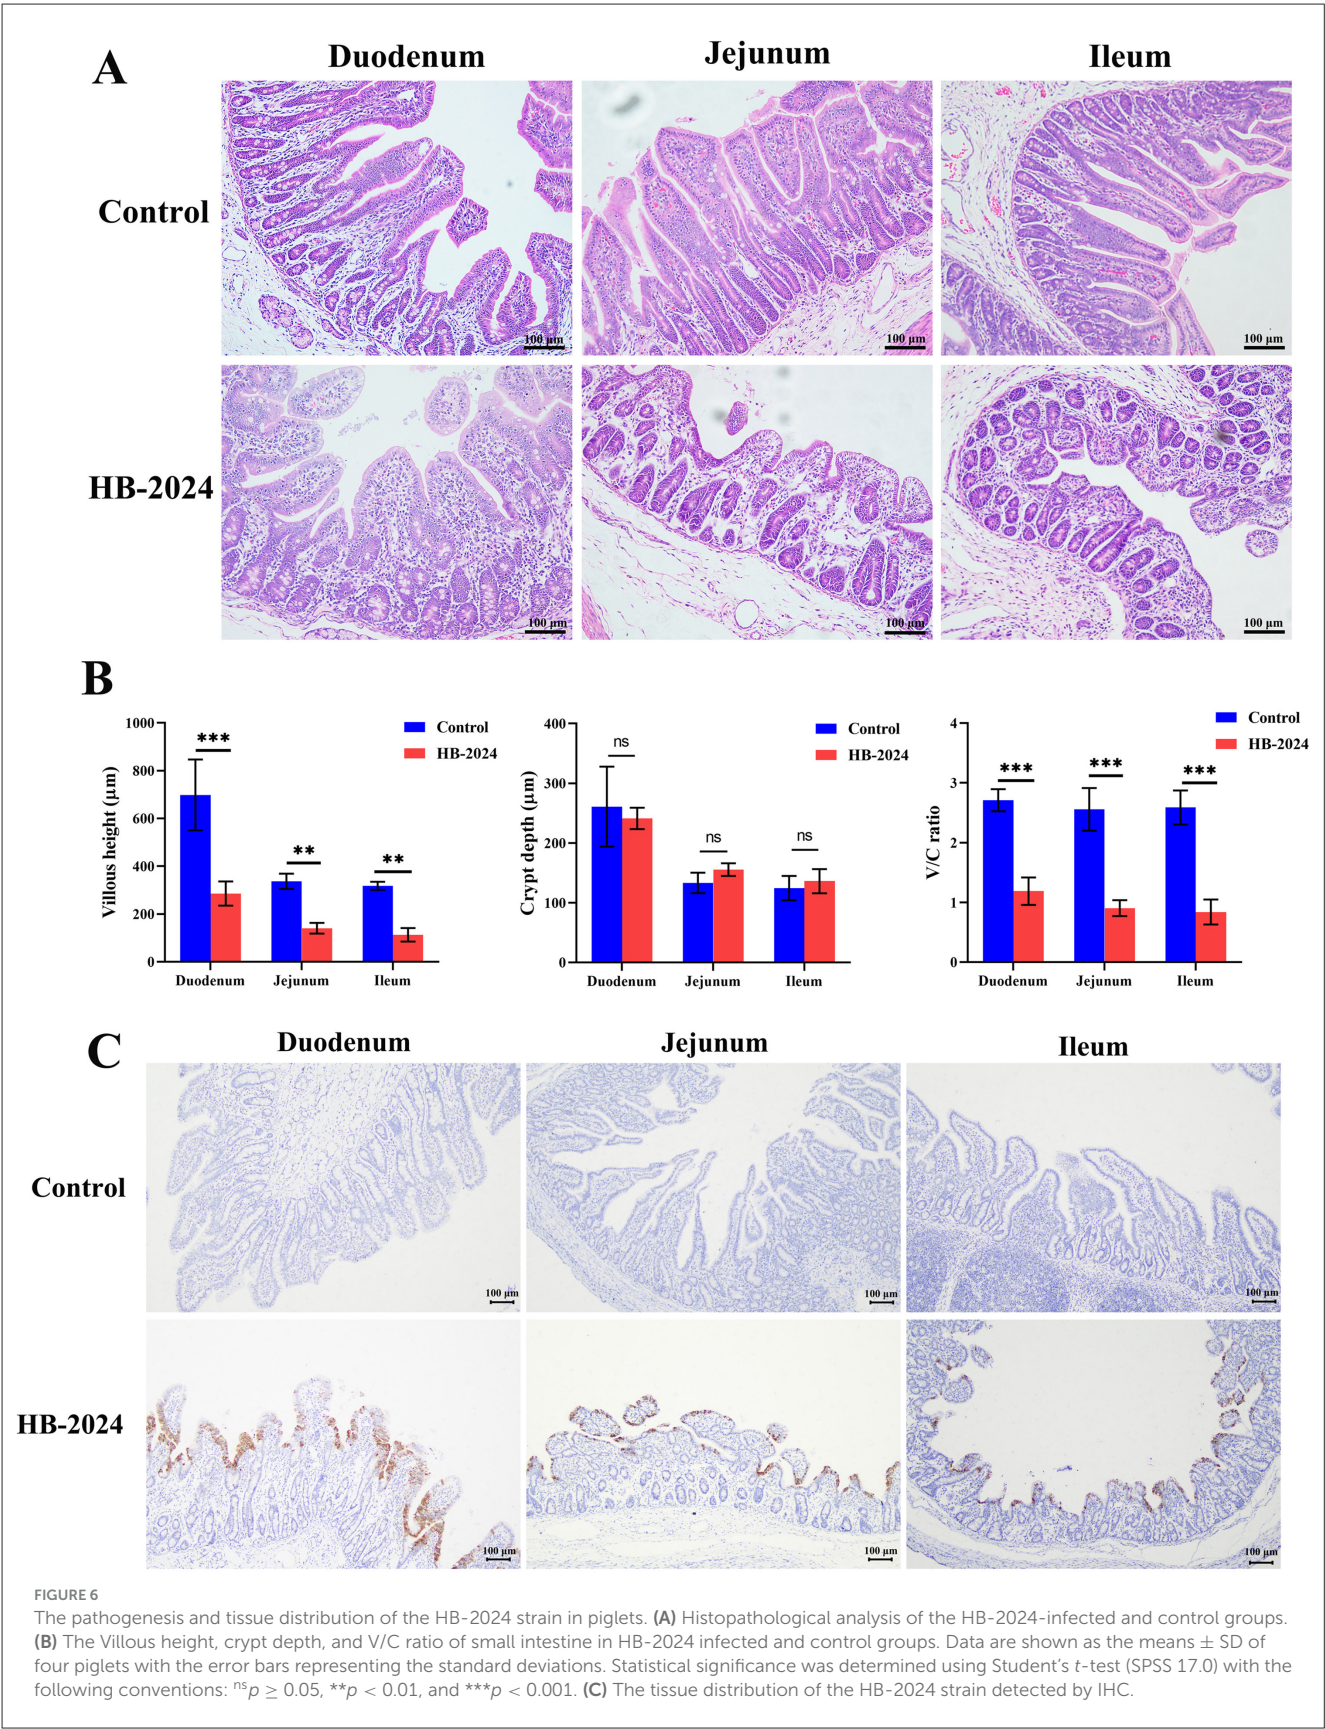 A
Duodenum
Jejunum
Ileum
Control
100 µm
100 µm
100 µm
HB-2024
100 µm
100 µm
100 µm
B
Villous height (µm)
1000
800
600
400
200
0
***
**
**
Control
HB-2024
Duodenum
Jejunum
Ileum
Crypt depth (µm)
400
300
200
100
0
ns
ns
ns
Control
HB-2024
Duodenum
Jejunum
Ileum
V/C ratio
4
3
2
1
0
***
***
***
Control
HB-2024
Duodenum
Jejunum
Ileum
C
Duodenum
Jejunum
Ileum
Control
100 µm
100 µm
100 µm
HB-2024
100 µm
100 µm
100 µm
FIGURE 6
The pathogenesis and tissue distribution of the HB-2024 strain in piglets. (A) Histopathological analysis of the HB-2024-infected and control groups.
(B) The Villous height, crypt depth, and V/C ratio of small intestine in HB-2024 infected and control groups. Data are shown as the means ± SD of
four piglets with the error bars representing the standard deviations. Statistical significance was determined using Student's t-test (SPSS 17.0) with the
following conventions: nsp ≥ 0.05, **p < 0.01, and ***p < 0.001. (C) The tissue distribution of the HB-2024 strain detected by IHC.